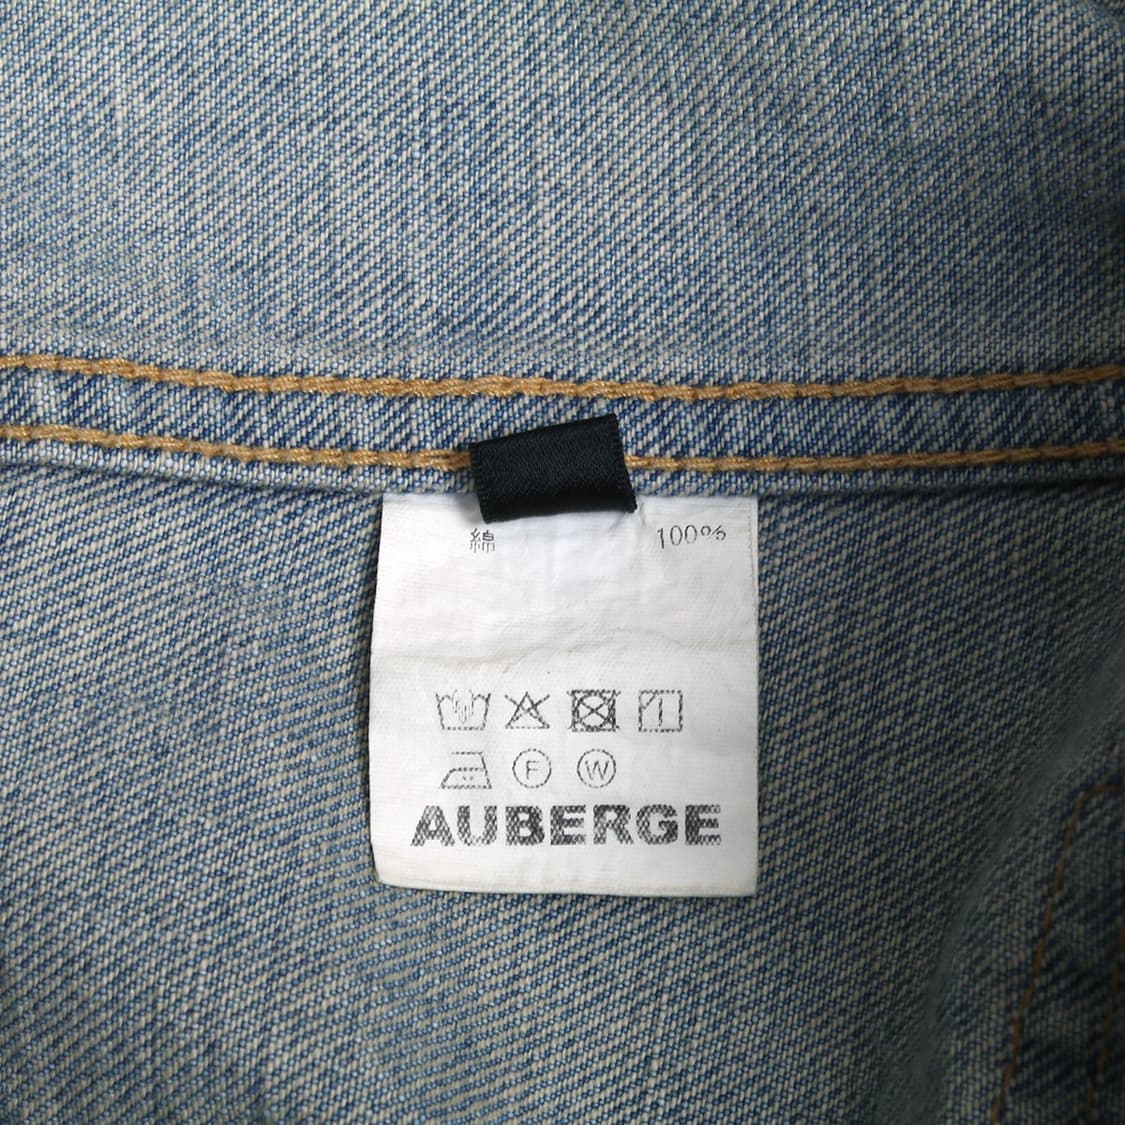 綿 100%
F W
AUBERGE